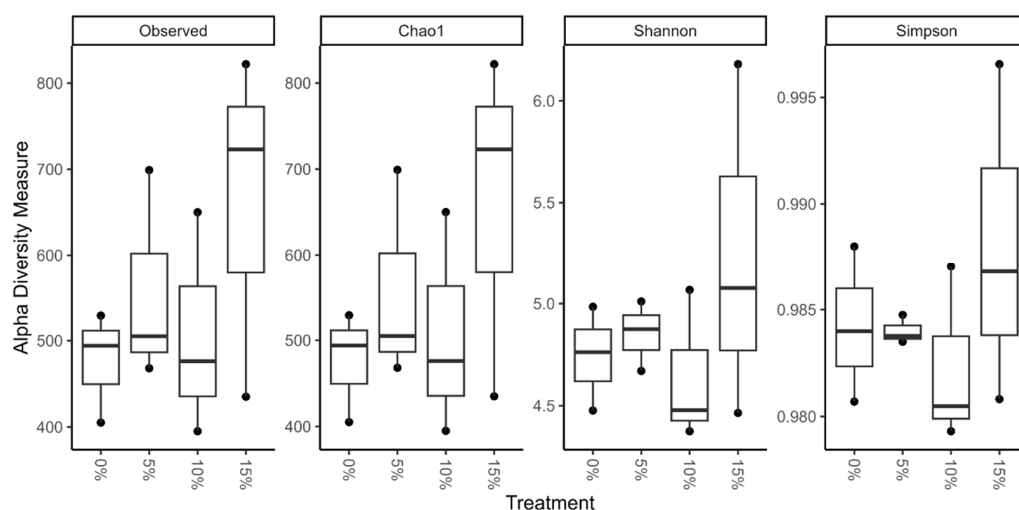 Observed
Chao1
Shannon
Simpson
Alpha Diversity Measure
800
700
600
500
400
800
700
600
500
400
6.0
5.5
5.0
4.5
0.995
0.990
0.985
0.980
0% 5% 10% 15%
0% 5% 10% 15%
0% 5% 10% 15%
0% 5% 10% 15%
Treatment